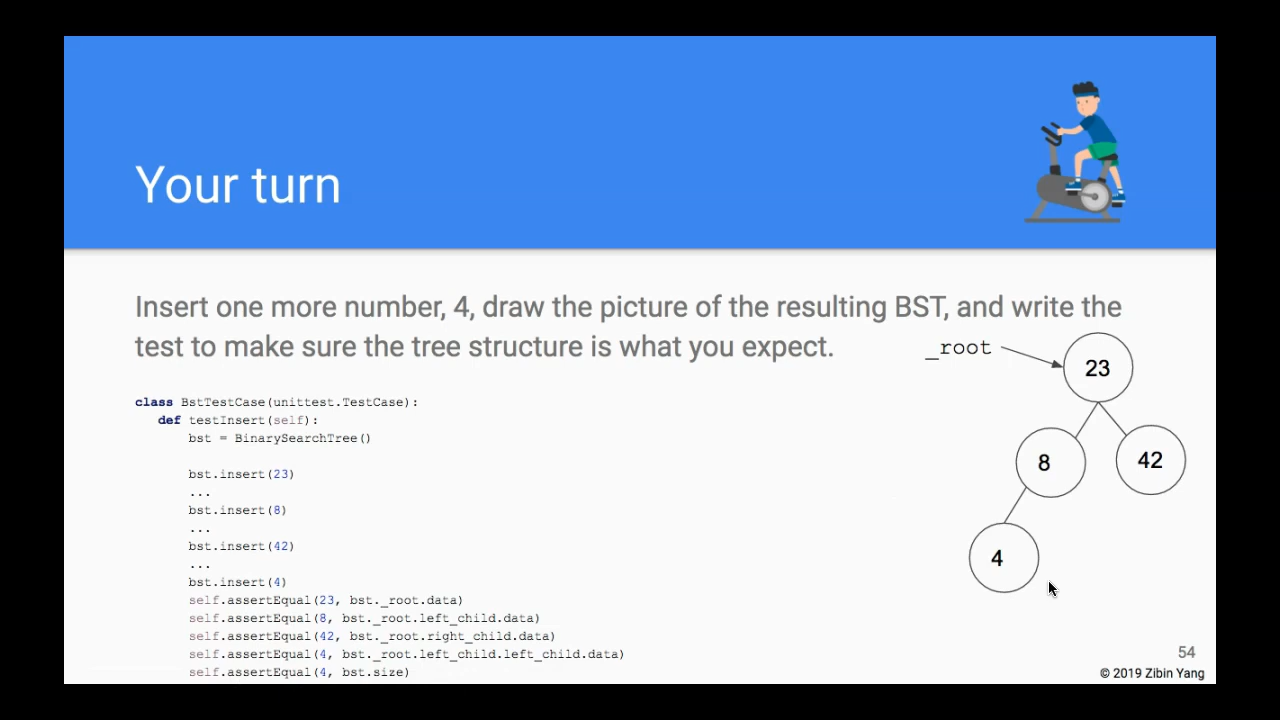 Your turn
Insert one more number, 4, draw the picture of the resulting BST, and write the
test to make sure the tree structure is what you expect.
_root
23
8
42
4
class BstTestCase(unittest.TestCase):
def testInsert(self):
bst = BinarySearchTree()
bst.insert(23)
...
bst.insert(8)
...
bst.insert(42)
...
bst.insert(4)
self.assertEqual(23, bst._root.data)
self.assertEqual(8, bst._root.left_child.data)
self.assertEqual(42, bst._root.right_child.data)
self.assertEqual(4, bst._root.left_child.left_child.data)
self.assertEqual(4, bst.size)
54
© 2019 Zibin Yang